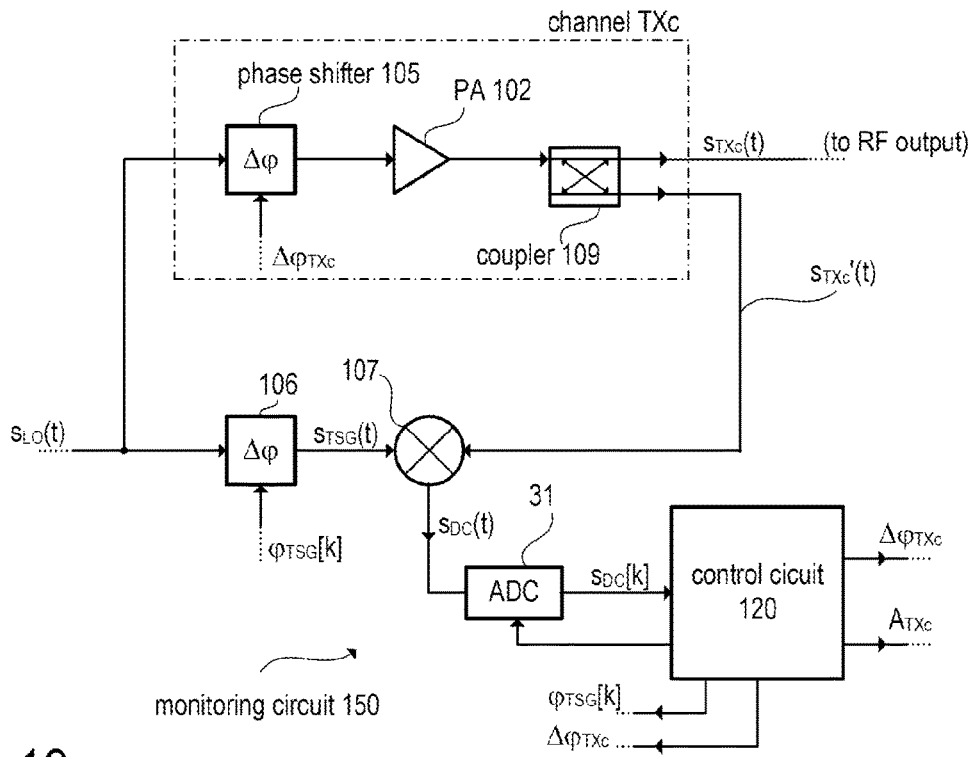 channel TXc
phase shifter 105
PA 102
Δφ
sTXc(t)
(to RF output)
coupler 109
ΔφTXc
sTXc'(t)
106
107
sLO(t)
Δφ
sTSG(t)
φTSG[k]
sDC(t)
31
ADC
sDC[k]
control cicuit
120
ΔφTXc
ATXc
monitoring circuit 150
φTSG[k]
ΔφTXc